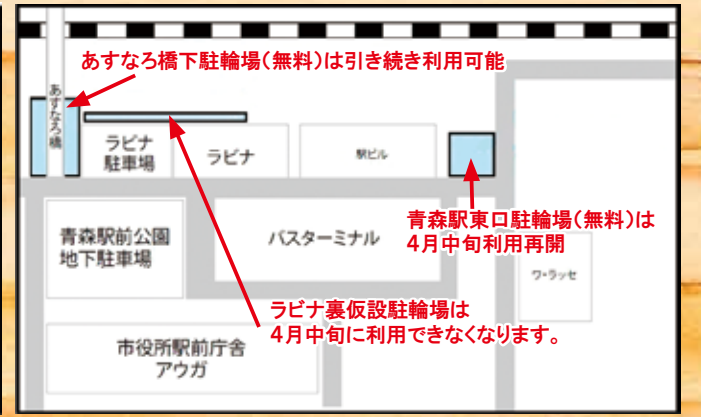 あすなろ橋下駐輪場（無料）は引き続き利用可能
あすなろ橋
ラビナ
駐車場
ラビナ
駅ビル
青森駅東口駐輪場（無料）は
4月中旬利用再開
青森駅前公園
地下駐車場
バスターミナル
ワ・ラッセ
ラビナ裏仮設駐輪場は
4月中旬に利用できなくなります。
市役所駅前庁舎
アウガ